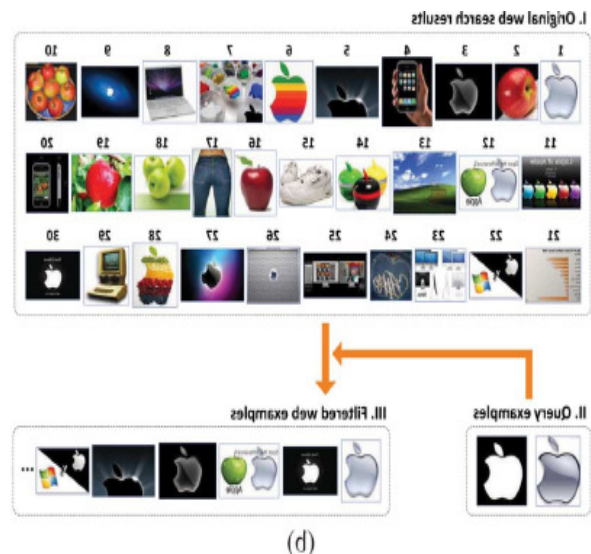 I. Original web search results
1 2 3 4 5 6 7 8 9 10
11 12 13 14 15 16 17 18 19 20
Apple
21 22 23 24 25 26 27 28 29 30
II. Query examples III. Filtered web examples
Apple
...
(b)